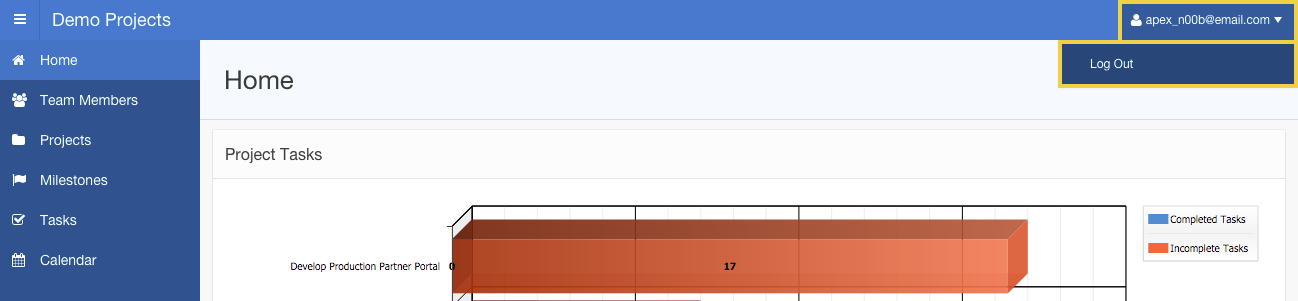 Demo Projects
apex_n00b@email.com
Log Out
Home
Team Members
Projects
Milestones
Tasks
Calendar
Home
Project Tasks
Develop Production Partner Portal
0
17
Completed Tasks
Incomplete Tasks